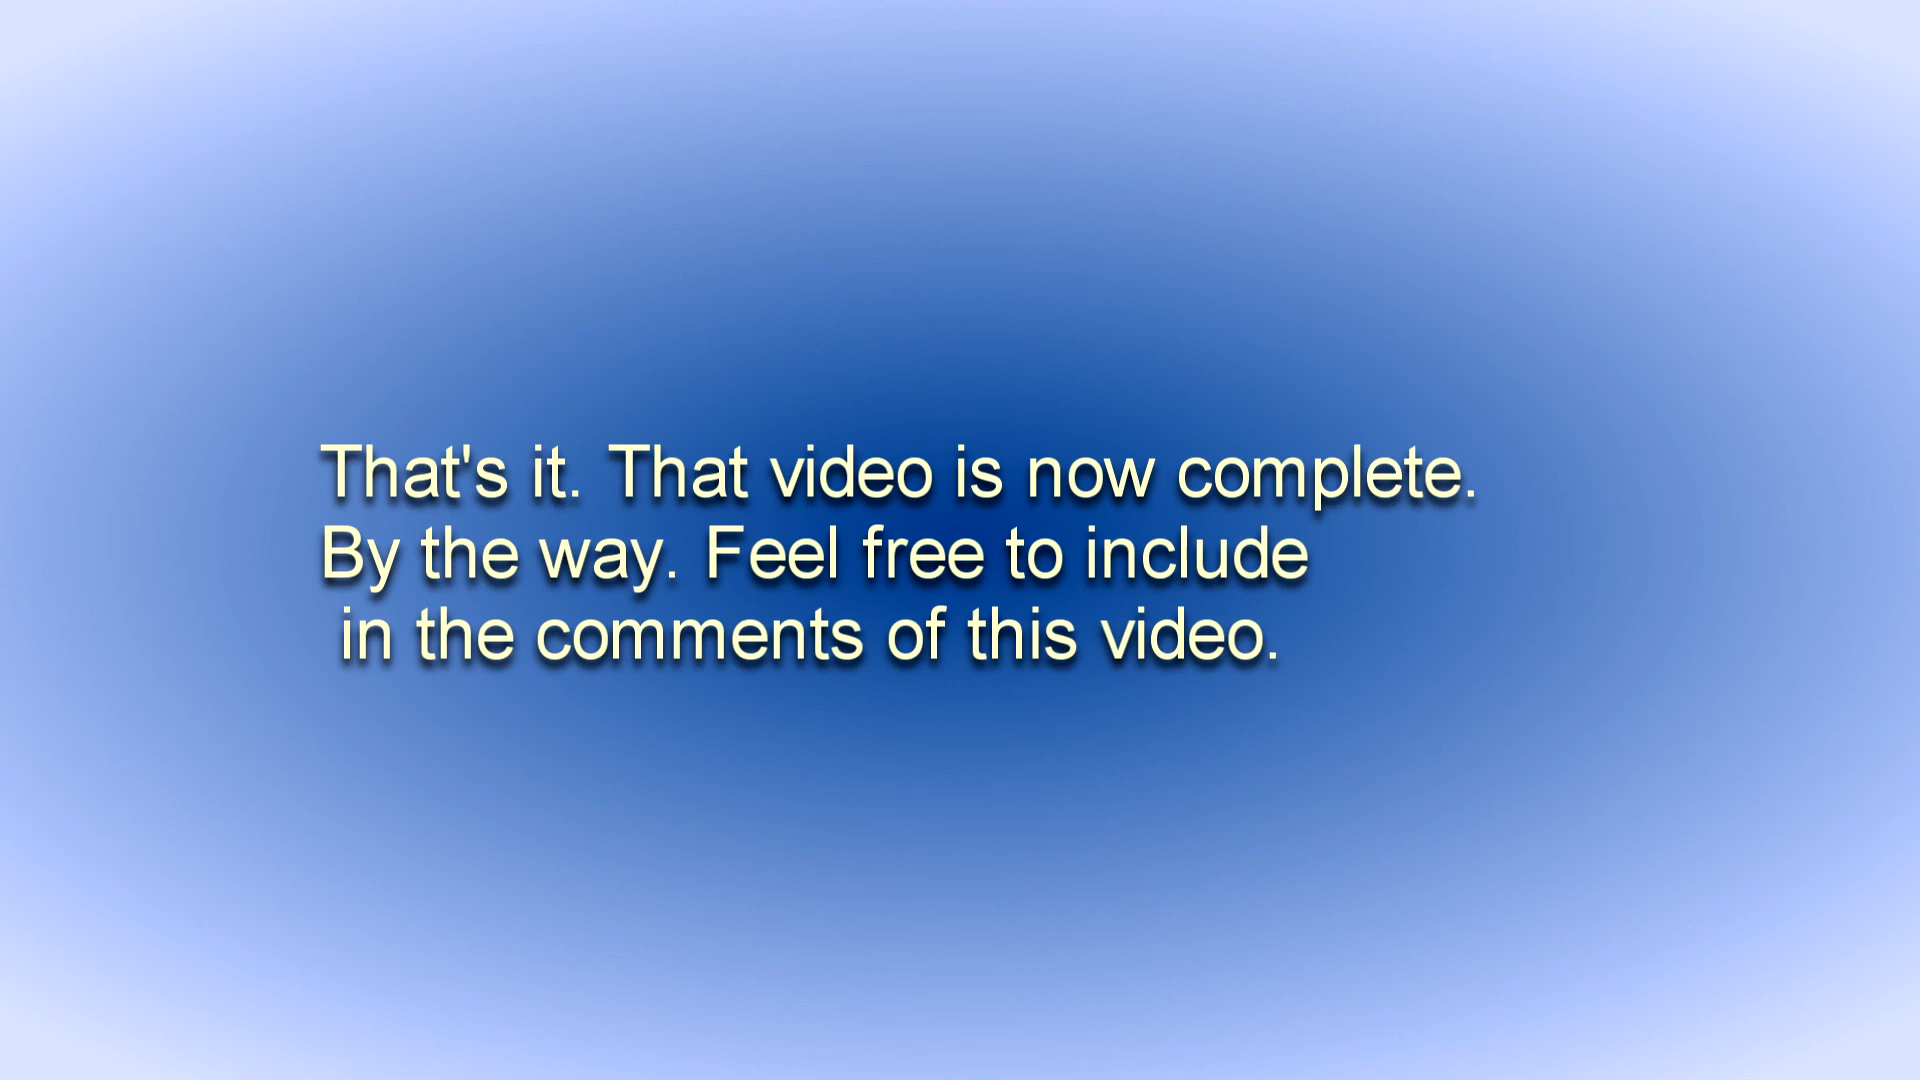 That's it. That video is now complete.
By the way. Feel free to include
in the comments of this video.